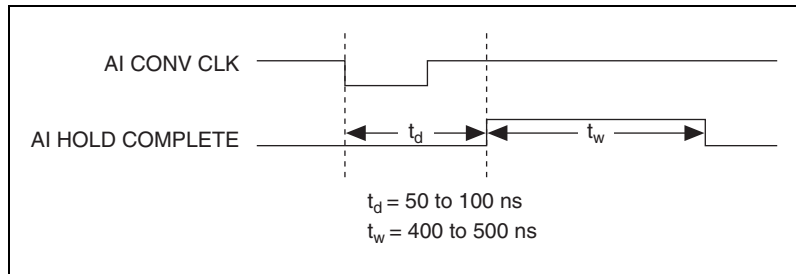 AI CONV CLK
AI HOLD COMPLETE
td
tw
td = 50 to 100 ns
tw = 400 to 500 ns